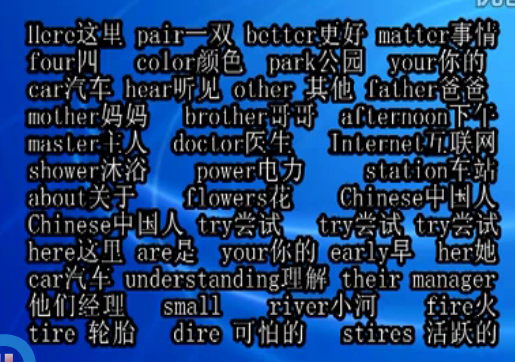 Here这里 pair一双 better更好 matter事情
four四 color颜色 park公园 your你的
car汽车 hear听见 other 其他 father爸爸
mother妈妈 brother哥哥 afternoon下午
master主人 doctor医生 Internet互联网
shower沐浴 power电力 station车站
about关于 flowers花 Chinese中国人
Chinese中国人 try尝试 try尝试 try尝试
here这里 are是 your你的 early早 her她
car汽车 understanding理解 their manager
他们经理 small river小河 fire火
tire 轮胎 dire 可怕的 stires 活跃的